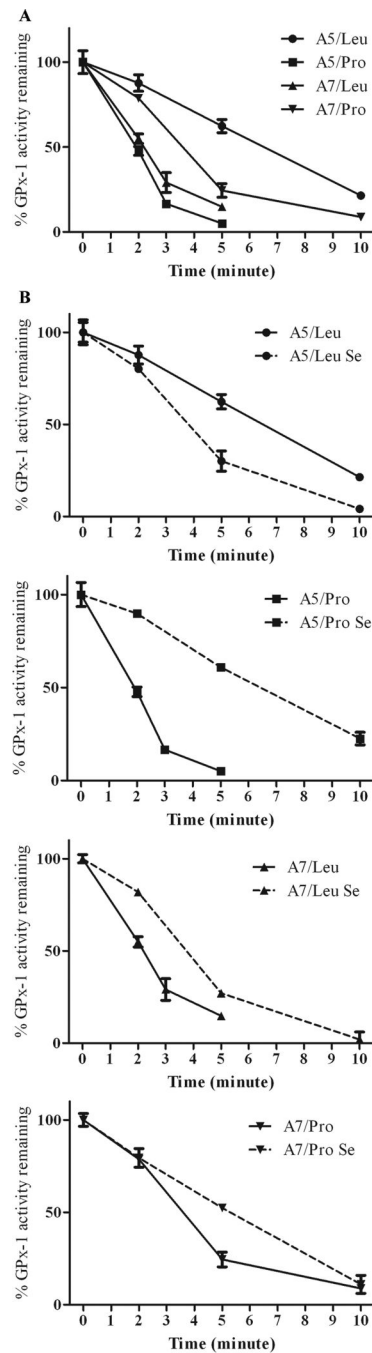 A
A5/Leu
A5/Pro
A7/Leu
A7/Pro
% GPx-1 activity remaining
100
50
0
0 1 2 3 4 5 6 7 8 9 10
Time (minute)
B
A5/Leu
A5/Leu Se
% GPx-1 activity remaining
100
50
0
0 1 2 3 4 5 6 7 8 9 10
Time (minute)
A5/Pro
A5/Pro Se
% GPx-1 activity remaining
100
50
0
0 1 2 3 4 5 6 7 8 9 10
Time (minute)
A7/Leu
A7/Leu Se
% GPx-1 activity remaining
100
50
0
0 1 2 3 4 5 6 7 8 9 10
Time (minute)
A7/Pro
A7/Pro Se
% GPx-1 activity remaining
100
50
0
0 1 2 3 4 5 6 7 8 9 10
Time (minute)